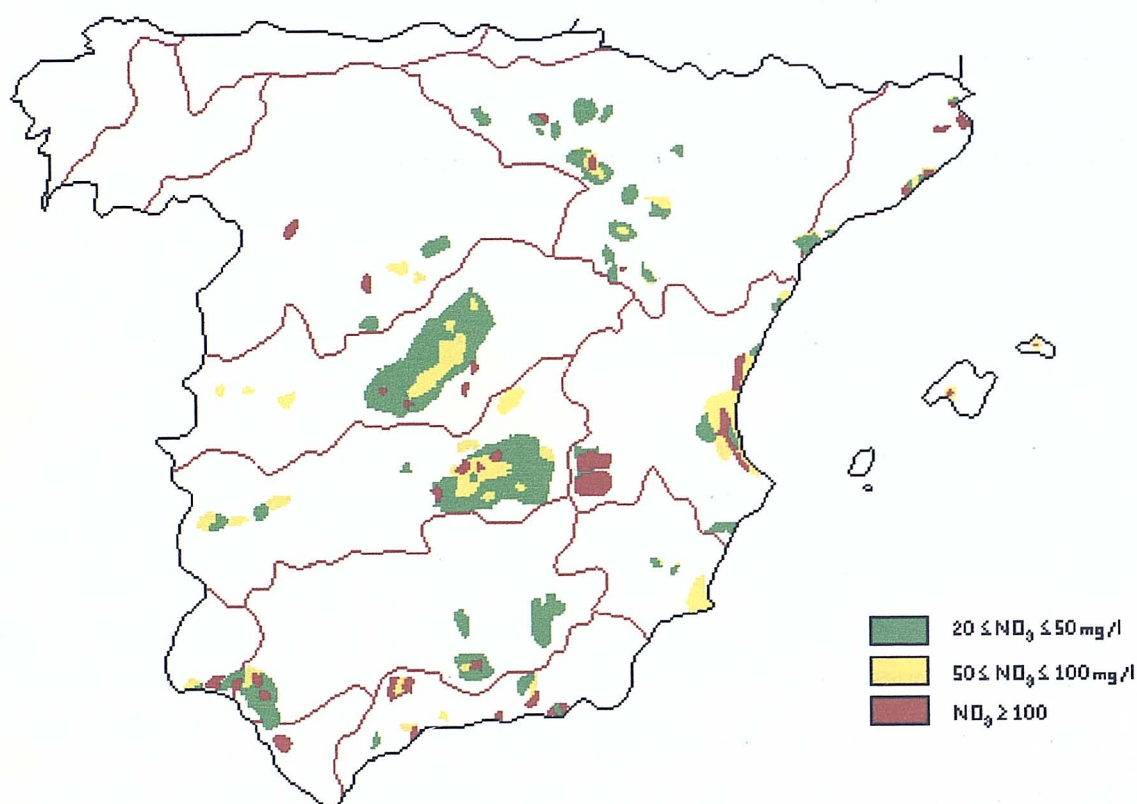 20 ≤ NO₃ ≤ 50 mg/l
50 ≤ NO₃ ≤ 100 mg/l
NO₃ ≥ 100